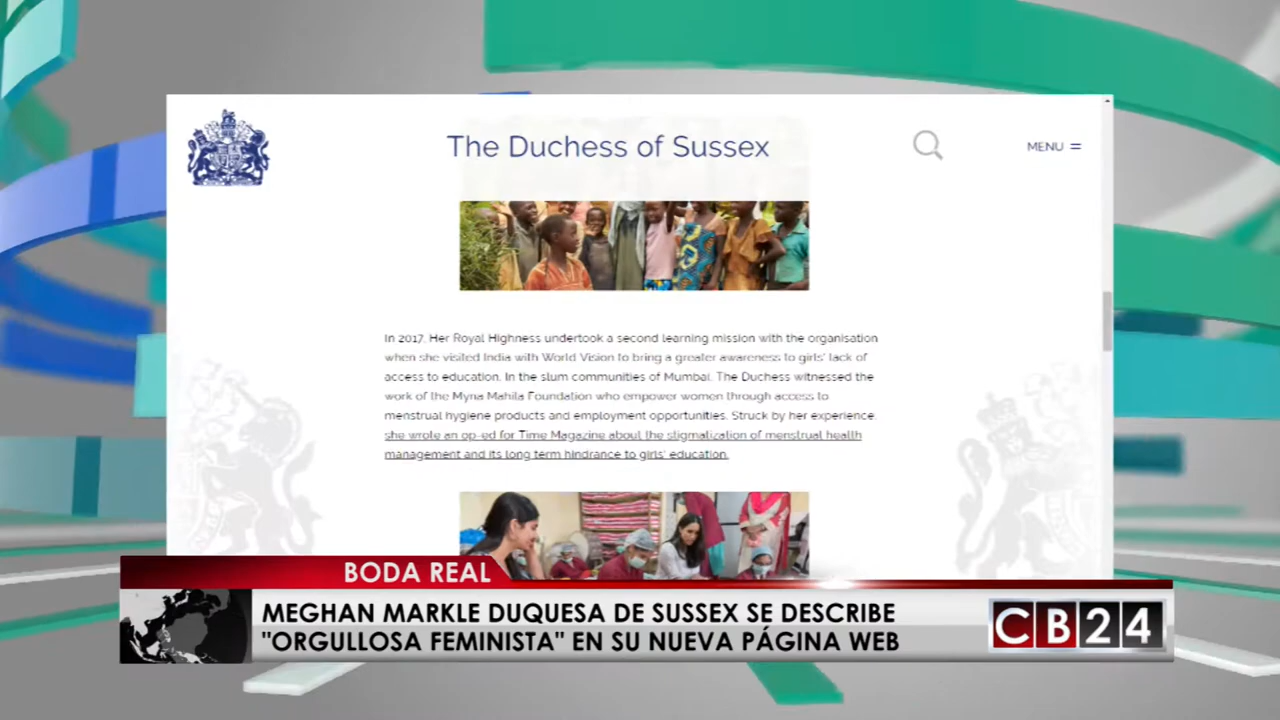 The Duchess of Sussex
MENU
In 2017, Her Royal Highness undertook a second learning mission with the organisation
when she visited India with World Vision to bring a greater awareness to girls' lack of
access to education. In the slum communities of Mumbai, The Duchess witnessed the
work of the Myna Mahila Foundation who empower women through access to
menstrual hygiene products and employment opportunities. Struck by her experience,
she wrote an op-ed for Time Magazine about the stigmatization of menstrual health
management and its long term hindrance to girls' education.
BODA REAL
MEGHAN MARKLE DUQUESA DE SUSSEX SE DESCRIBE
"ORGULLOSA FEMINISTA" EN SU NUEVA PÁGINA WEB
CB24